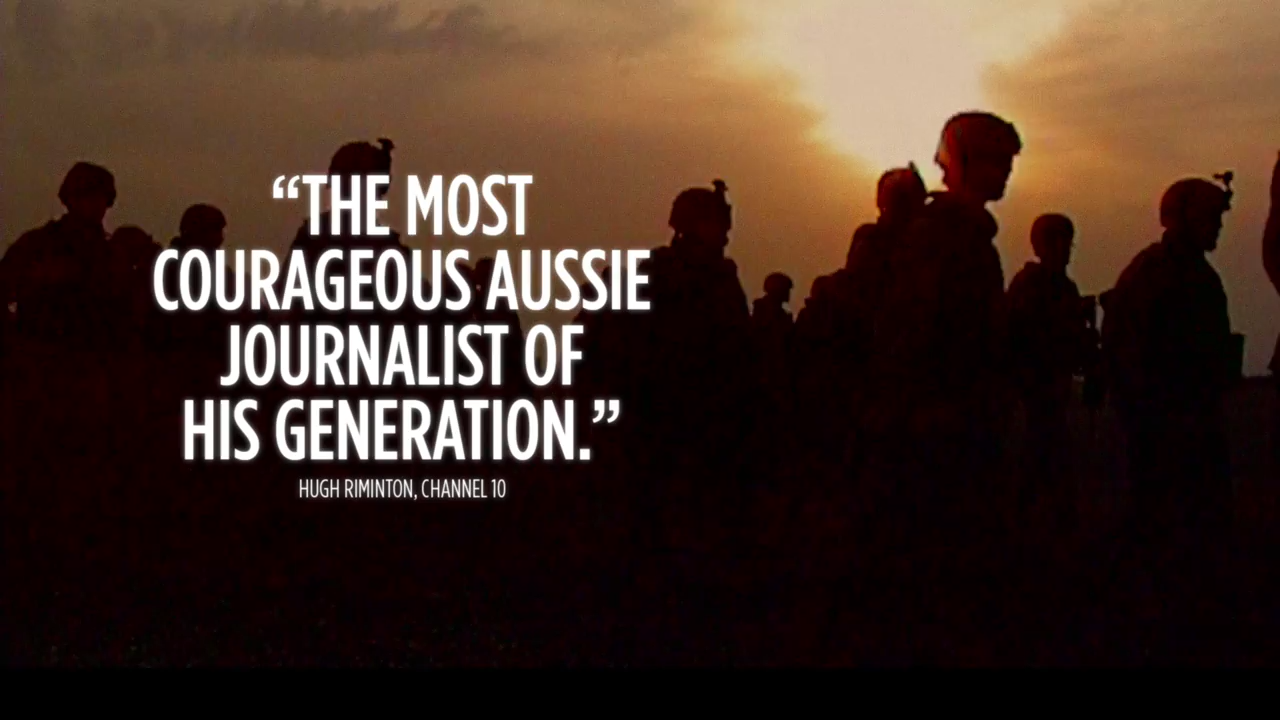 “THE MOST
COURAGEOUS AUSSIE
JOURNALIST OF
HIS GENERATION.”
HUGH RIMINTON, CHANNEL 10